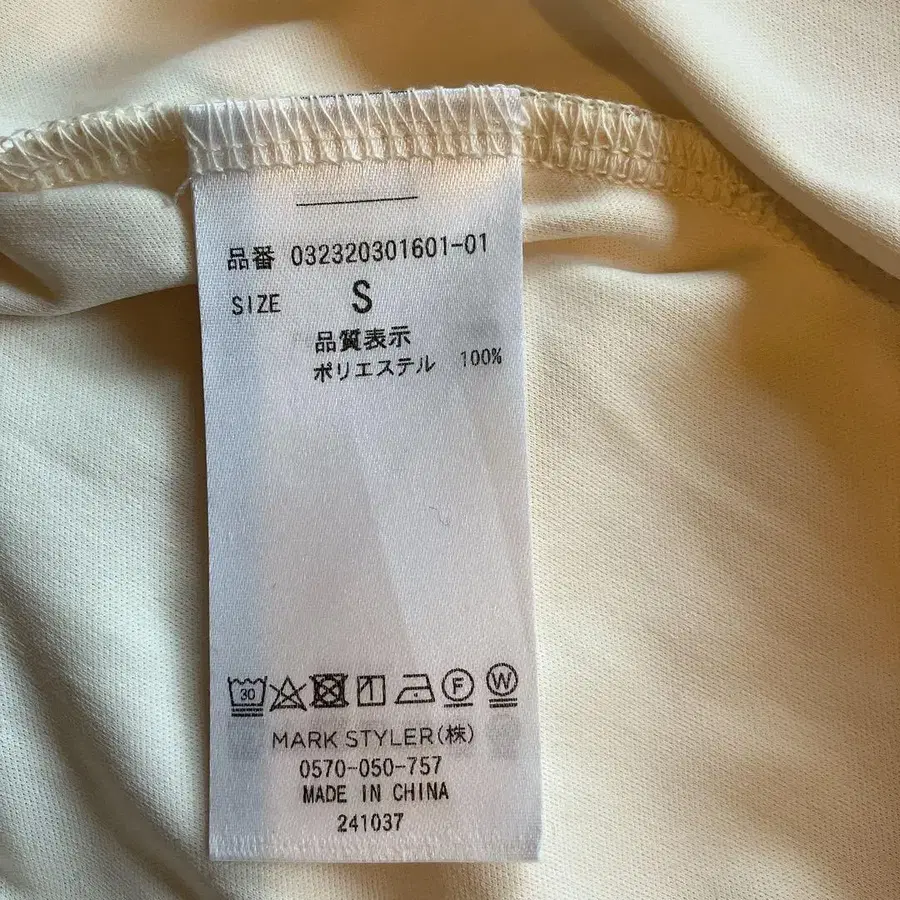 品番 032320301601-01
SIZE S
品質表示
ポリエステル 100%
30 F W
MARK STYLER(株)
0570-050-757
MADE IN CHINA
241037